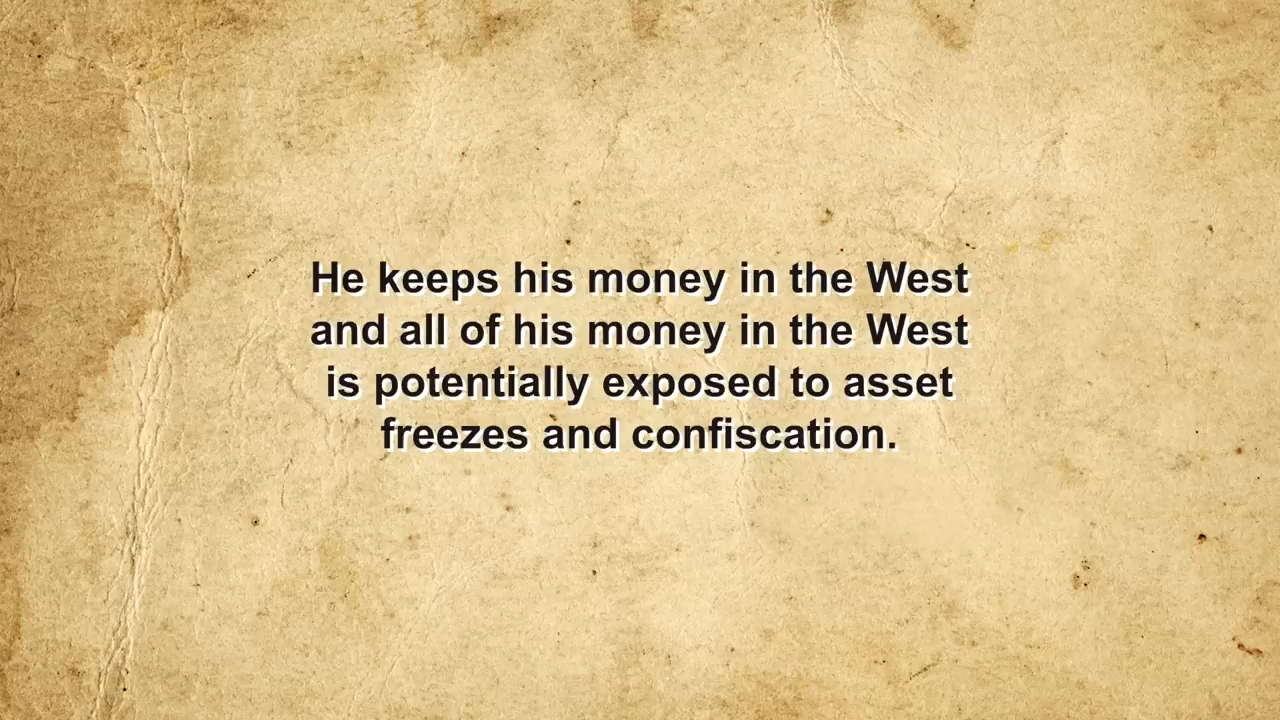 He keeps his money in the West
and all of his money in the West
is potentially exposed to asset
freezes and confiscation.